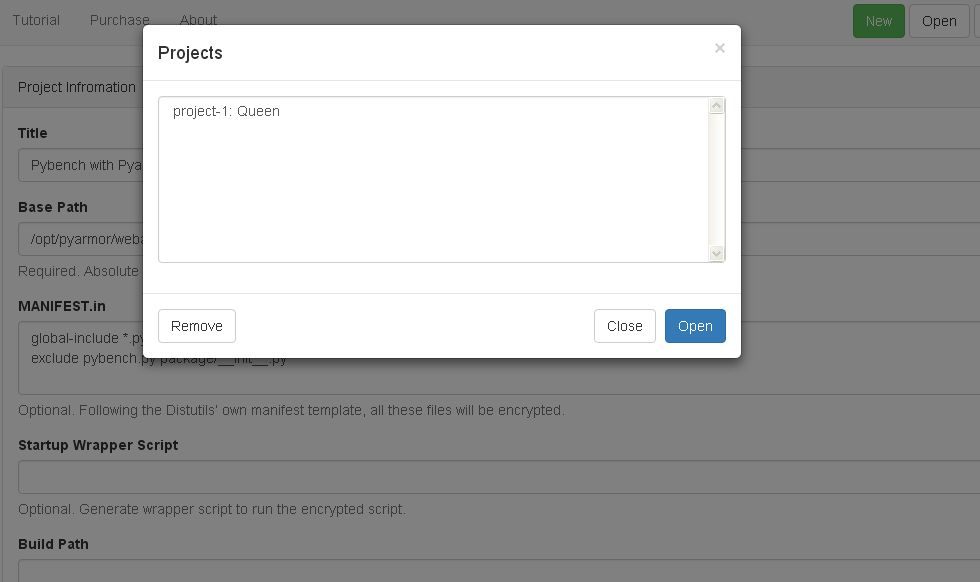 Tutorial Purchase About New Open
Projects ×
Project Infromation
project-1: Queen
Title
Pybench with Pya
Base Path
/opt/pyarmor/weba
Required. Absolute
MANIFEST.in
Remove Close Open
global-include *.py
exclude pybench.py package/__init__.py
Optional. Following the Distutils' own manifest template, all these files will be encrypted.
Startup Wrapper Script
Optional. Generate wrapper script to run the encrypted script.
Build Path